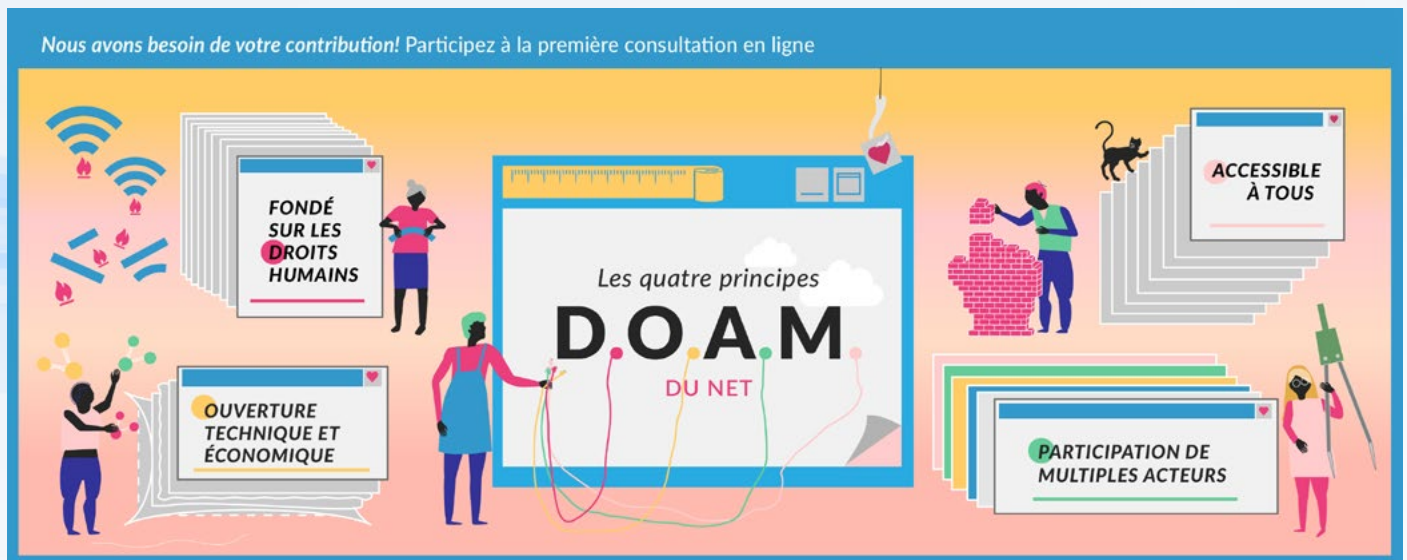 Nous avons besoin de votre contribution! Participez à la première consultation en ligne
FONDÉ
SUR LES
DROITS
HUMAINS
OUVERTURE
TECHNIQUE ET
ÉCONOMIQUE
Les quatre principes
D.O.A.M.
DU NET
ACCESSIBLE
À TOUS
PARTICIPATION DE
MULTIPLES ACTEURS